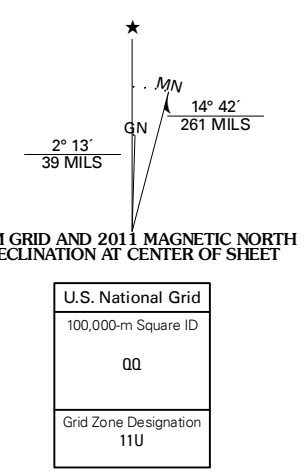 ★
MN
14° 42´
261 MILS
GN
2° 13´
39 MILS
GRID AND 2011 MAGNETIC NORTH
AT CENTER OF SHEET
U.S. National Grid
100,000-m Square ID
QQ
Grid Zone Designation
11U